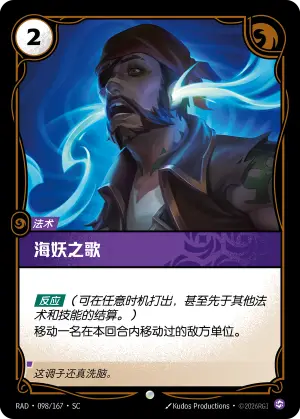 2
法术
海妖之歌
反应 （可在任意时机打出，甚至先于其他法
术和技能的结算。）
移动一名在本回合内移动过的敌方单位。
这调子还真洗脑。
RAD · 098/167 · SC
Kudos Productions · ©2026RGI